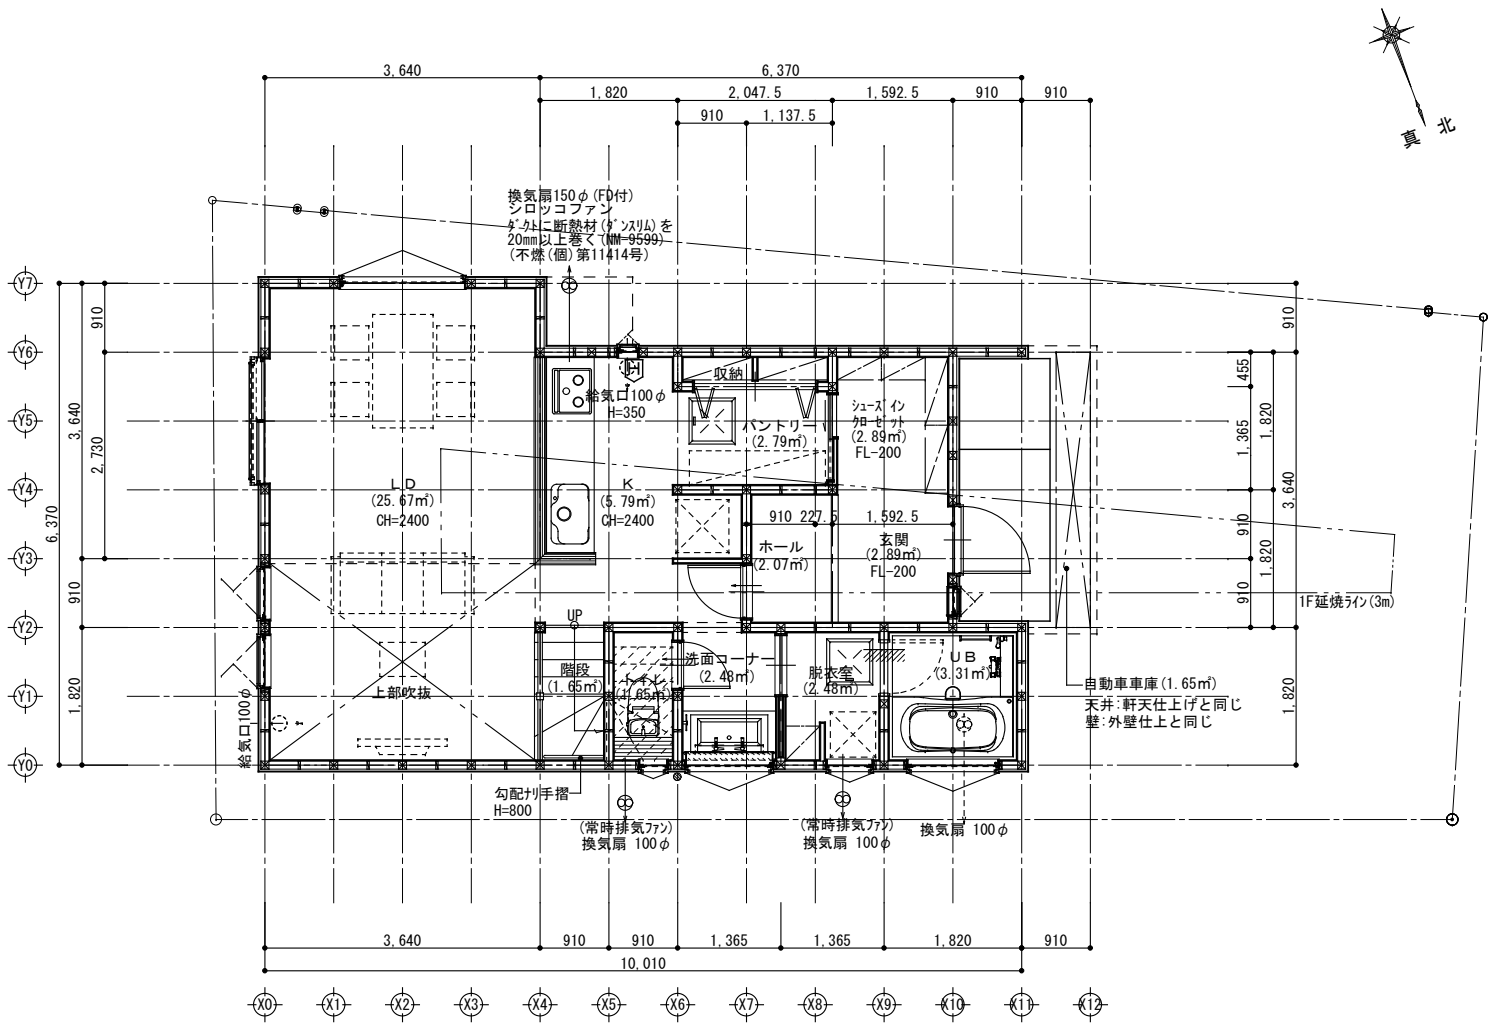 真北
3,640
6,370
1,820
2,047.5
1,592.5
910
910
910
1,137.5
換気扇150φ(FD付)
シロッコファン
ダクトに断熱材(ダンスリム)を
20mm以上巻く(NM-9599)
(不燃(個)第11414号)
Y7
Y6
Y5
Y4
Y3
Y2
Y1
Y0
6,370
3,640
910
2,730
910
1,820
収納
給気口100φ
H=350
パントリー
(2.79㎡)
シューズイン
クローゼット
(2.89㎡)
FL-200
LD
(25.67㎡)
CH=2400
K
(5.79㎡)
CH=2400
910
227.5
1,592.5
ホール
(2.07㎡)
玄関
(2.89㎡)
FL-200
910
455
1,365
1,820
3,640
910
1,820
910
1,820
1F延焼ライン(3m)
UP
階段
(1.65㎡)
トイレ
(1.65㎡)
洗面コーナー
(2.48㎡)
脱衣室
(2.48㎡)
UB
(3.31㎡)
上部吹抜
給気口100φ
自動車車庫(1.65㎡)
天井:軒天仕上げと同じ
壁:外壁仕上と同じ
勾配ナリ手摺
H=800
(常時排気ファン)
換気扇 100φ
(常時排気ファン)
換気扇 100φ
換気扇 100φ
3,640
910
910
1,365
1,365
1,820
910
10,010
X0
X1
X2
X3
X4
X5
X6
X7
X8
X9
X10
X11
X12